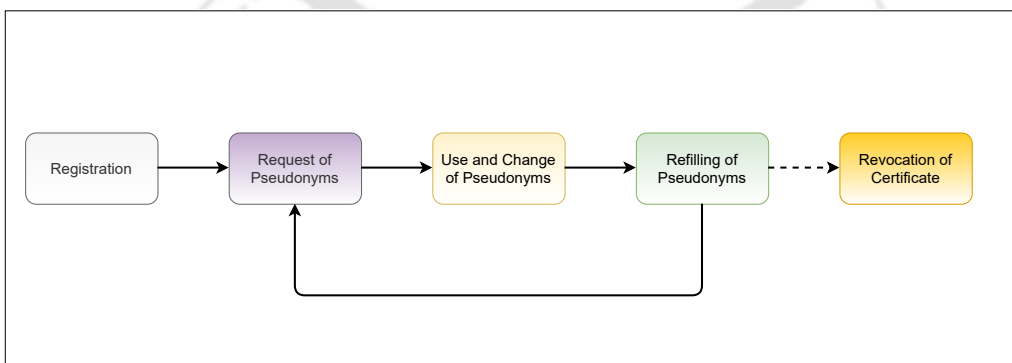 Registration
Request of
Pseudonyms
Use and Change
of Pseudonyms
Refilling of
Pseudonyms
Revocation of
Certificate